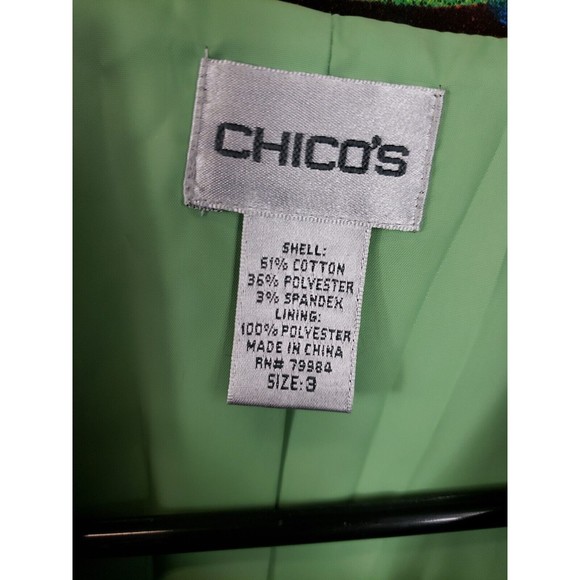 CHICO'S
SHELL:
61% COTTON
36% POLYESTER
3% SPANDEX
LINING:
100% POLYESTER
MADE IN CHINA
RN# 79984
SIZE: 3